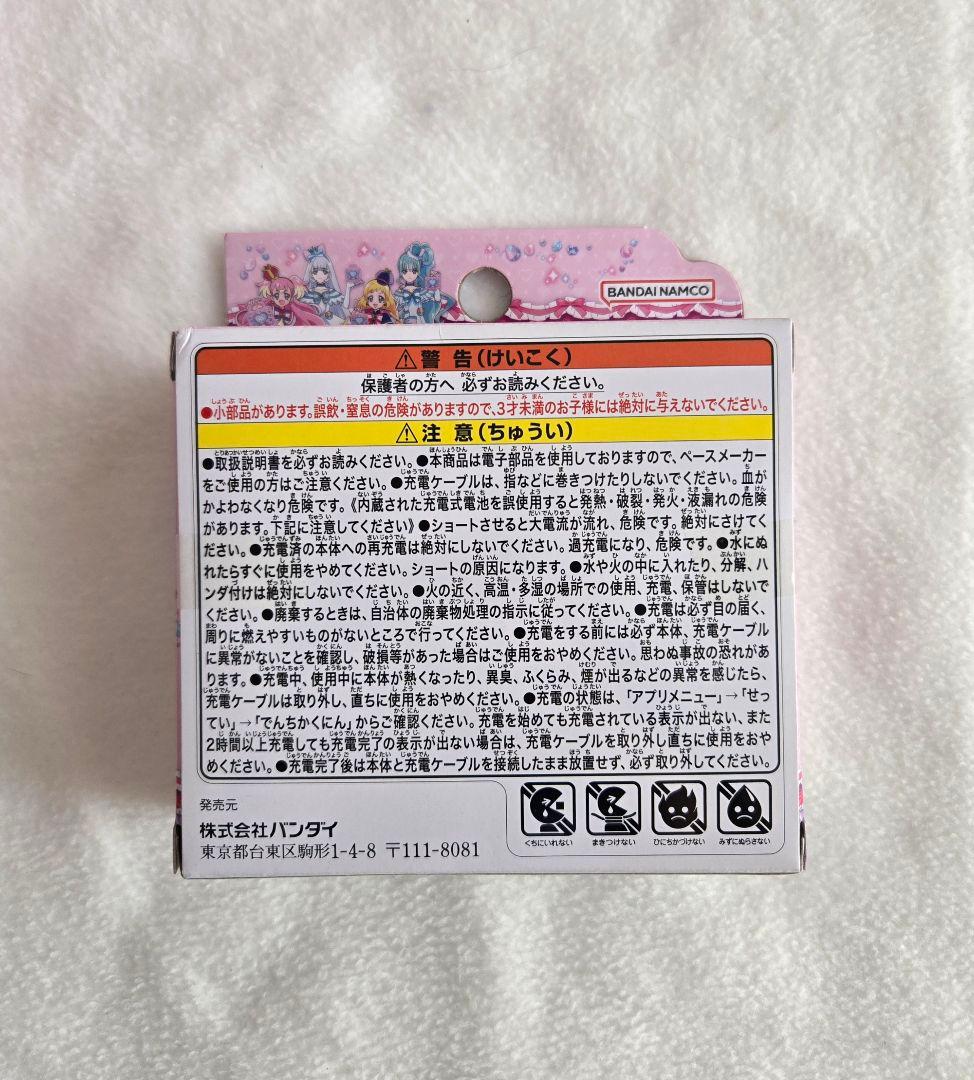 BANDAI NAMCO
警告(けいこく)
保護者の方へ 必ずお読みください。
●小部品があります。誤飲・窒息の危険がありますので、3才未満のお子様には絶対に与えないでください。
注意(ちゅうい)
●取扱説明書を必ずお読みください。●本商品は電子部品を使用しておりますので、ペースメーカー
をご使用の方はご注意ください。●充電ケーブルは、指などに巻きつけたりしないでください。血が
かよわなくなり危険です。《内蔵された充電式電池を誤使用すると発熱・破裂・発火・液漏れの危険
があります。下記に注意してください》●ショートさせると大電流が流れ、危険です。絶対にさけてく
ださい。●充電済の本体への再充電は絶対にしないでください。過充電になり、危険です。●水にぬ
れたらすぐに使用をやめてください。ショートの原因になります。●水や火の中に入れたり、分解、ハ
ンダ付けは絶対にしないでください。●火の近く、高温・多湿の場所での使用、充電、保管はしないで
ください。●廃棄するときは、自治体の廃棄物処理の指示に従ってください。●充電は必ず目の届く、
周りに燃えやすいものがないところで行ってください。●充電をする前には必ず本体、充電ケーブル
に異常がないことを確認し、破損等があった場合はご使用をおやめください。思わぬ事故の恐れがあ
ります。●充電中、使用中に本体が熱くなったり、異臭、ふくらみ、煙が出るなどの異常を感じたら、
充電ケーブルは取り外し、直ちに使用をおやめください。●充電の状態は、「アプリメニュー」→「せっ
てい」→「でんちかくにん」からご確認ください。充電を始めても充電されている表示が出ない、また
2時間以上充電しても充電完了の表示が出ない場合は、充電ケーブルを取り外し直ちに使用をおや
めください。●充電完了後は本体と充電ケーブルを接続したまま放置せず、必ず取り外してください。
発売元
株式会社バンダイ
東京都台東区駒形1-4-8 〒111-8081
くちにいれない まきつけない ひにちかづけない みずにぬらさない